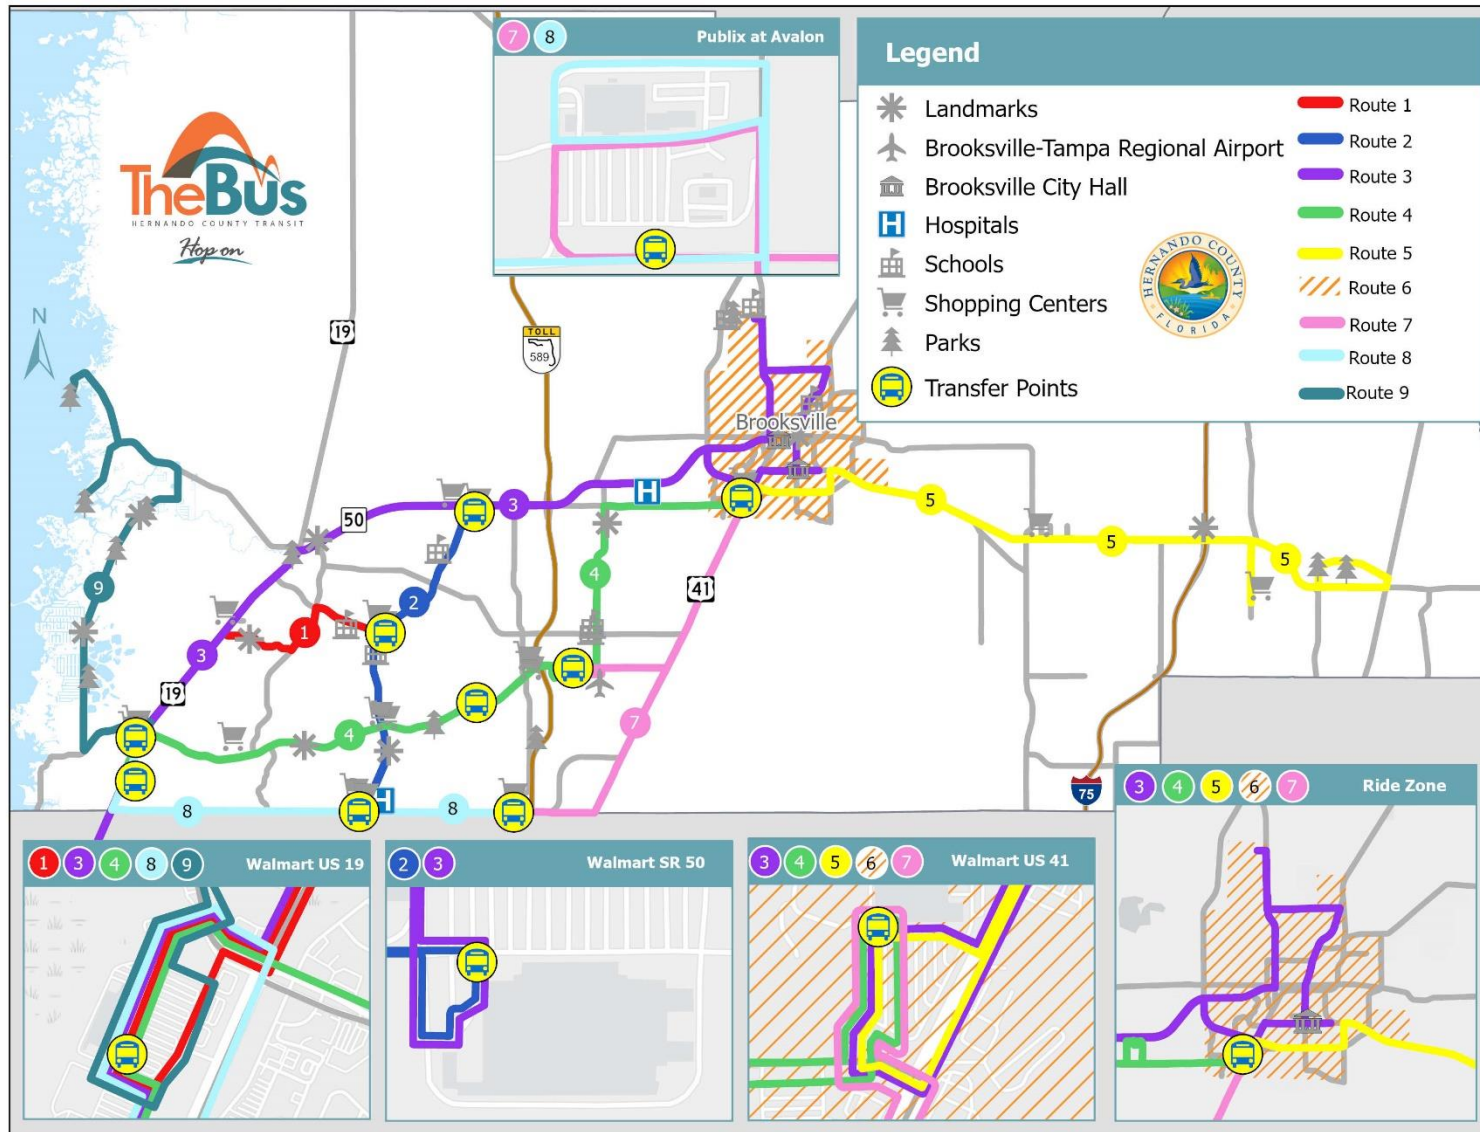 7 8 Publix at Avalon
TheBus
HERNANDO COUNTY TRANSIT
Hop on
N
Legend
Landmarks
Brooksville-Tampa Regional Airport
Brooksville City Hall
H Hospitals
Schools
Shopping Centers
Parks
Transfer Points
Route 1
Route 2
Route 3
Route 4
Route 5
Route 6
Route 7
Route 8
Route 9
HERNANDO COUNTY
FLORIDA
19
TOLL
589
Brooksville
H
50
3
5
5
5
9
2
4
41
1
3
19
4
7
8
H
8
75
1 3 4 8 9 Walmart US 19
2 3 Walmart SR 50
3 4 5 6 7 Walmart US 41
3 4 5 6 7 Ride Zone